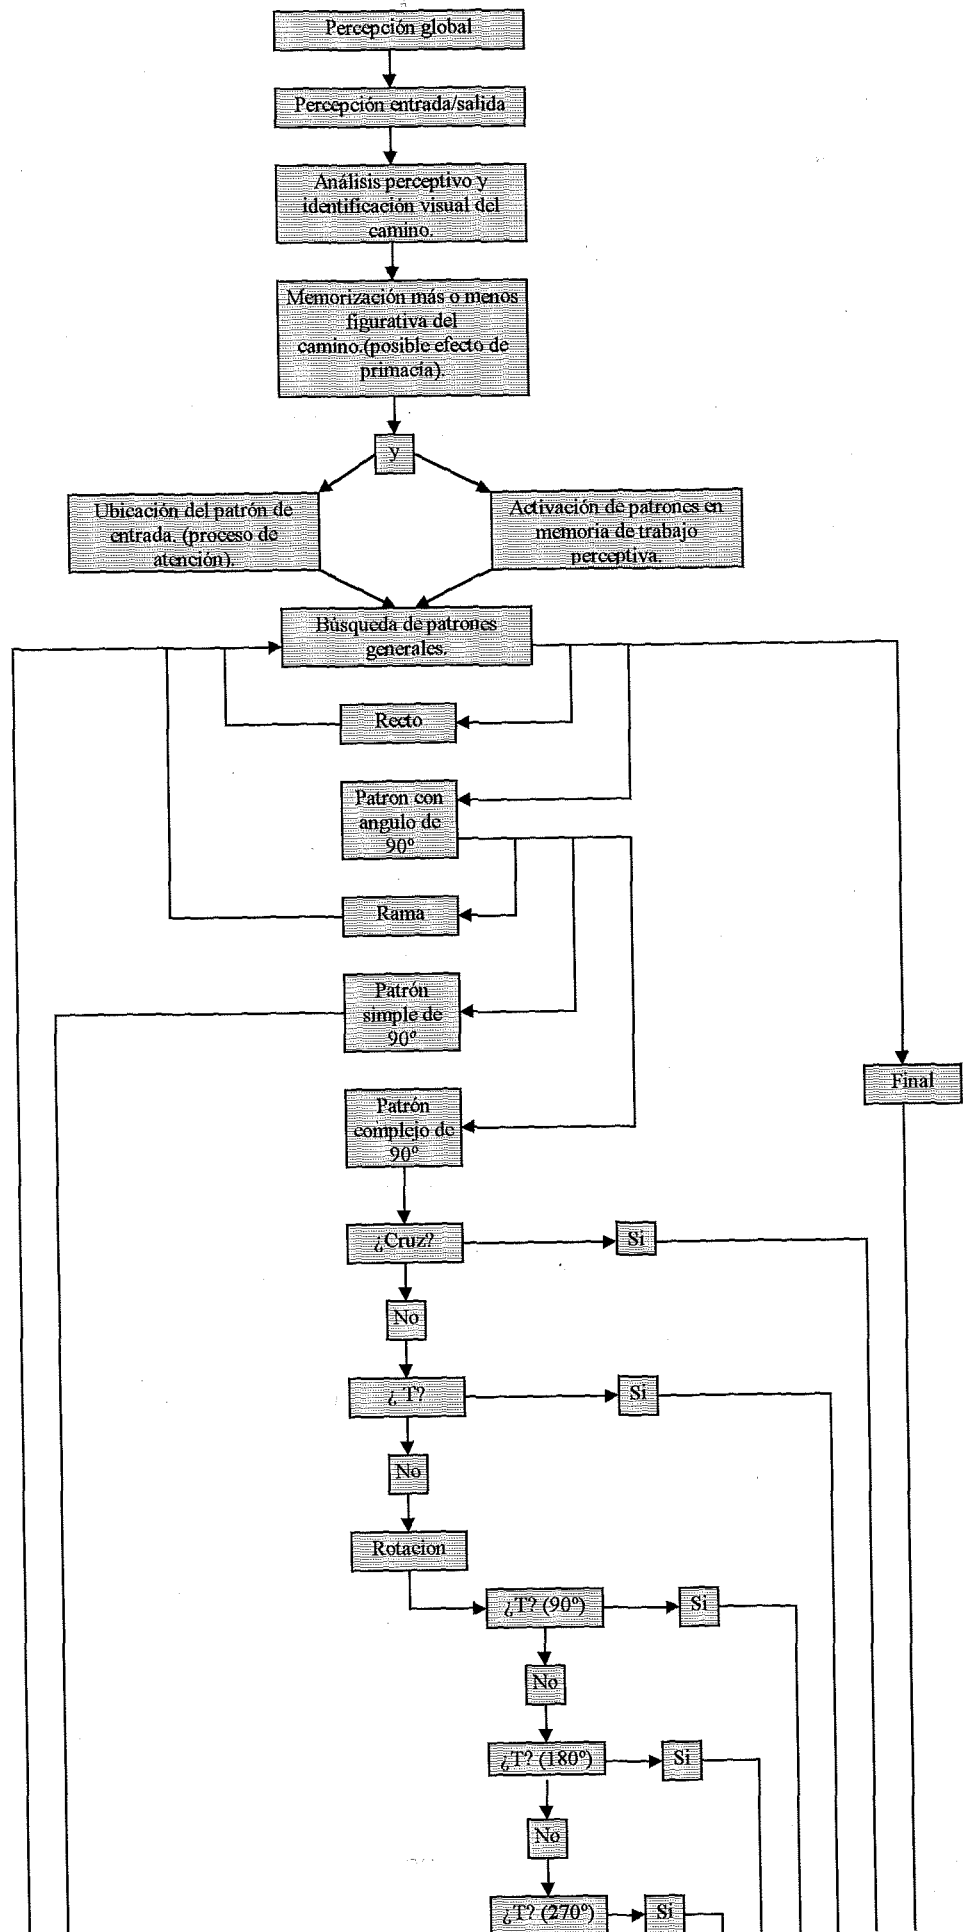 Percepción global
Percepción entrada/salida
Análisis perceptivo y
identificación visual del
camino.
Memorización más o menos
figurativa del
camino.(posible efecto de
primacía).
y
Ubicación del patrón de
entrada. (proceso de
atención).
Activación de patrones en
memoria de trabajo
perceptiva.
Búsqueda de patrones
generales.
Recto
Patron con
angulo de
90º
Rama
Patrón
simple de
90º
Final
Patrón
complejo de
90º
¿Cruz?
Si
No
¿ T?
Si
No
Rotacion
¿T? (90º)
Si
No
¿T? (180º)
Si
No
¿T? (270º)
Si